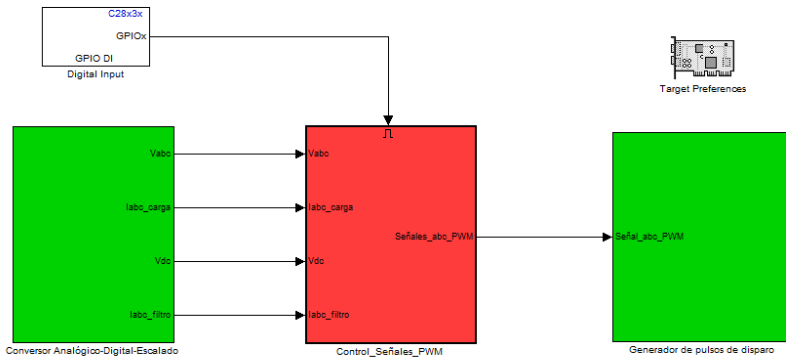 C28x3x
GPIOx
GPIO DI
Digital Input
Target Preferences
Vabc
Iabc_carga
Vdc
Iabc_filtro
Conversor Analógico-Digital-Escalado
Vabc
Iabc_carga
Vdc
Iabc_filtro
Señales_abc_PWM
Control_Señales_PWM
Señal_abc_PWM
Generador de pulsos de disparo